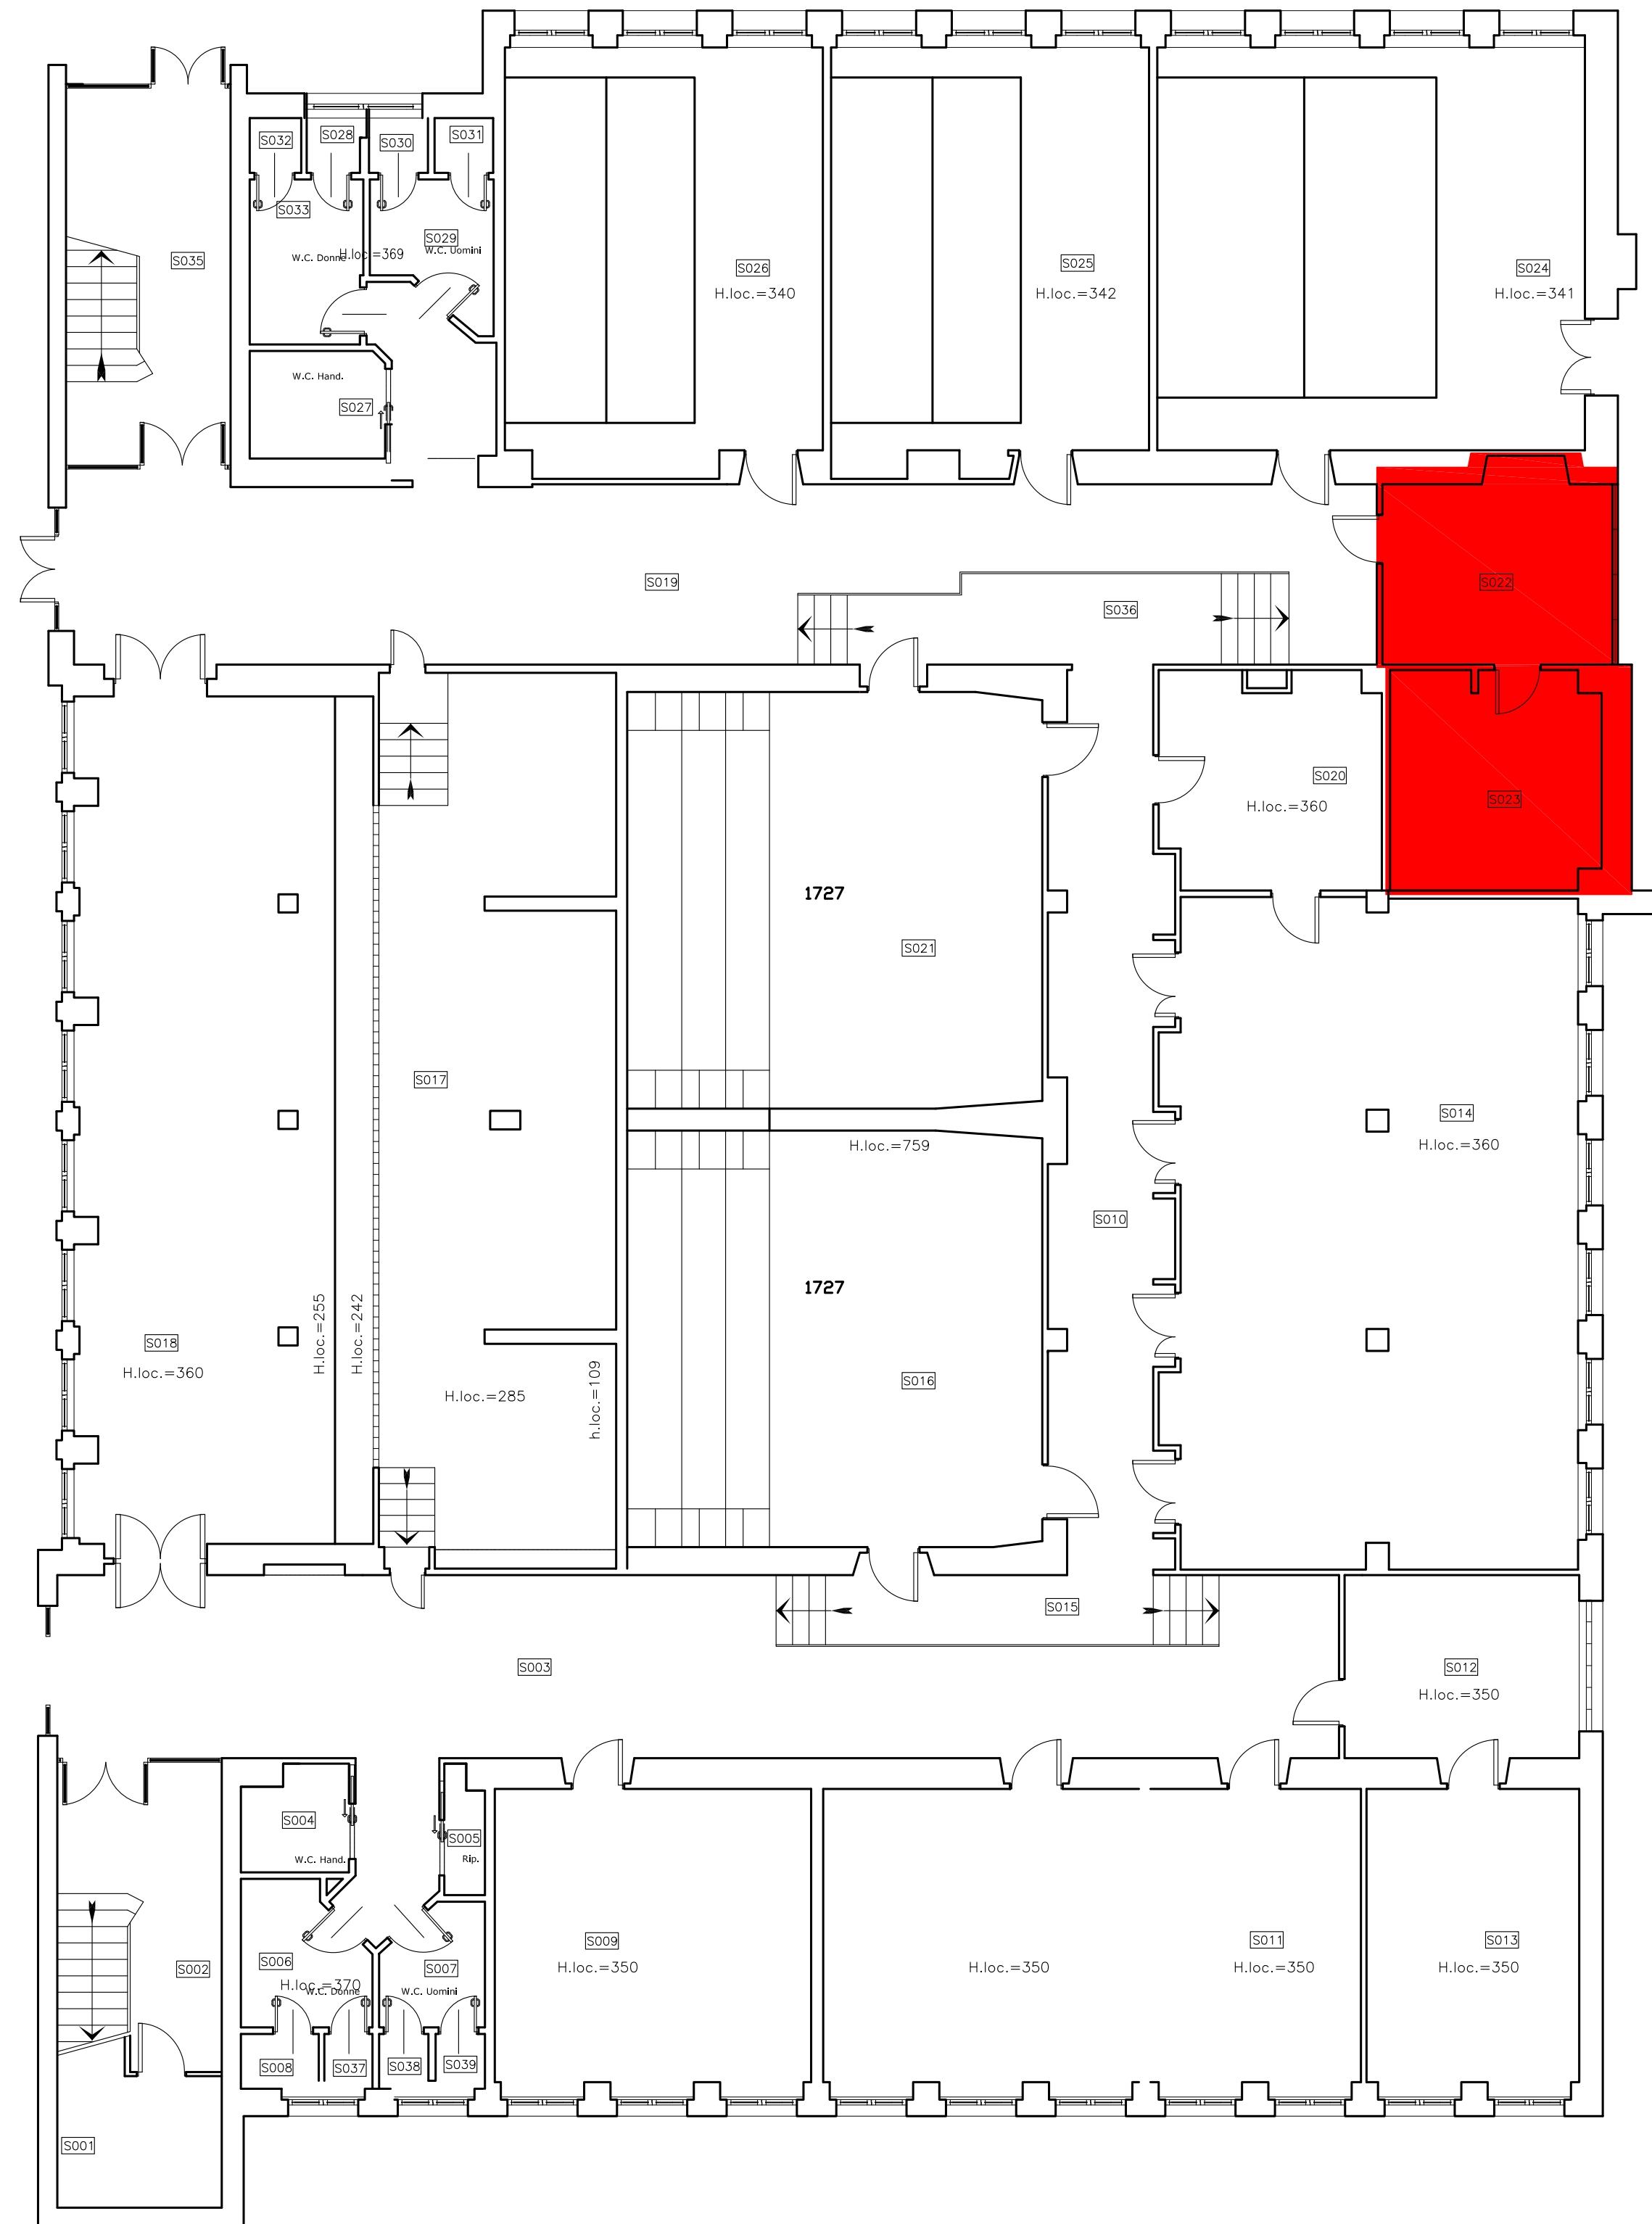 S032
S028
S030
S031
S033
S029
W.C. Donne
H.loc.=369
W.C. Uomini
S035
S026
H.loc.=340
S025
H.loc.=342
S024
H.loc.=341
W.C. Hand.
S027
S019
S036
S022
S020
H.loc.=360
S023
1727
S021
S017
S014
H.loc.=360
H.loc.=759
S010
1727
H.loc.=255
H.loc.=242
S018
H.loc.=360
H.loc.=285
h.loc.=109
S016
S015
S003
S012
H.loc.=350
S004
W.C. Hand.
S005
Rip.
S009
H.loc.=350
H.loc.=350
S011
H.loc.=350
S013
H.loc.=350
S002
S006
H.loc.=370
W.C. Donne
S007
W.C. Uomini
S008
S037
S038
S039
S001